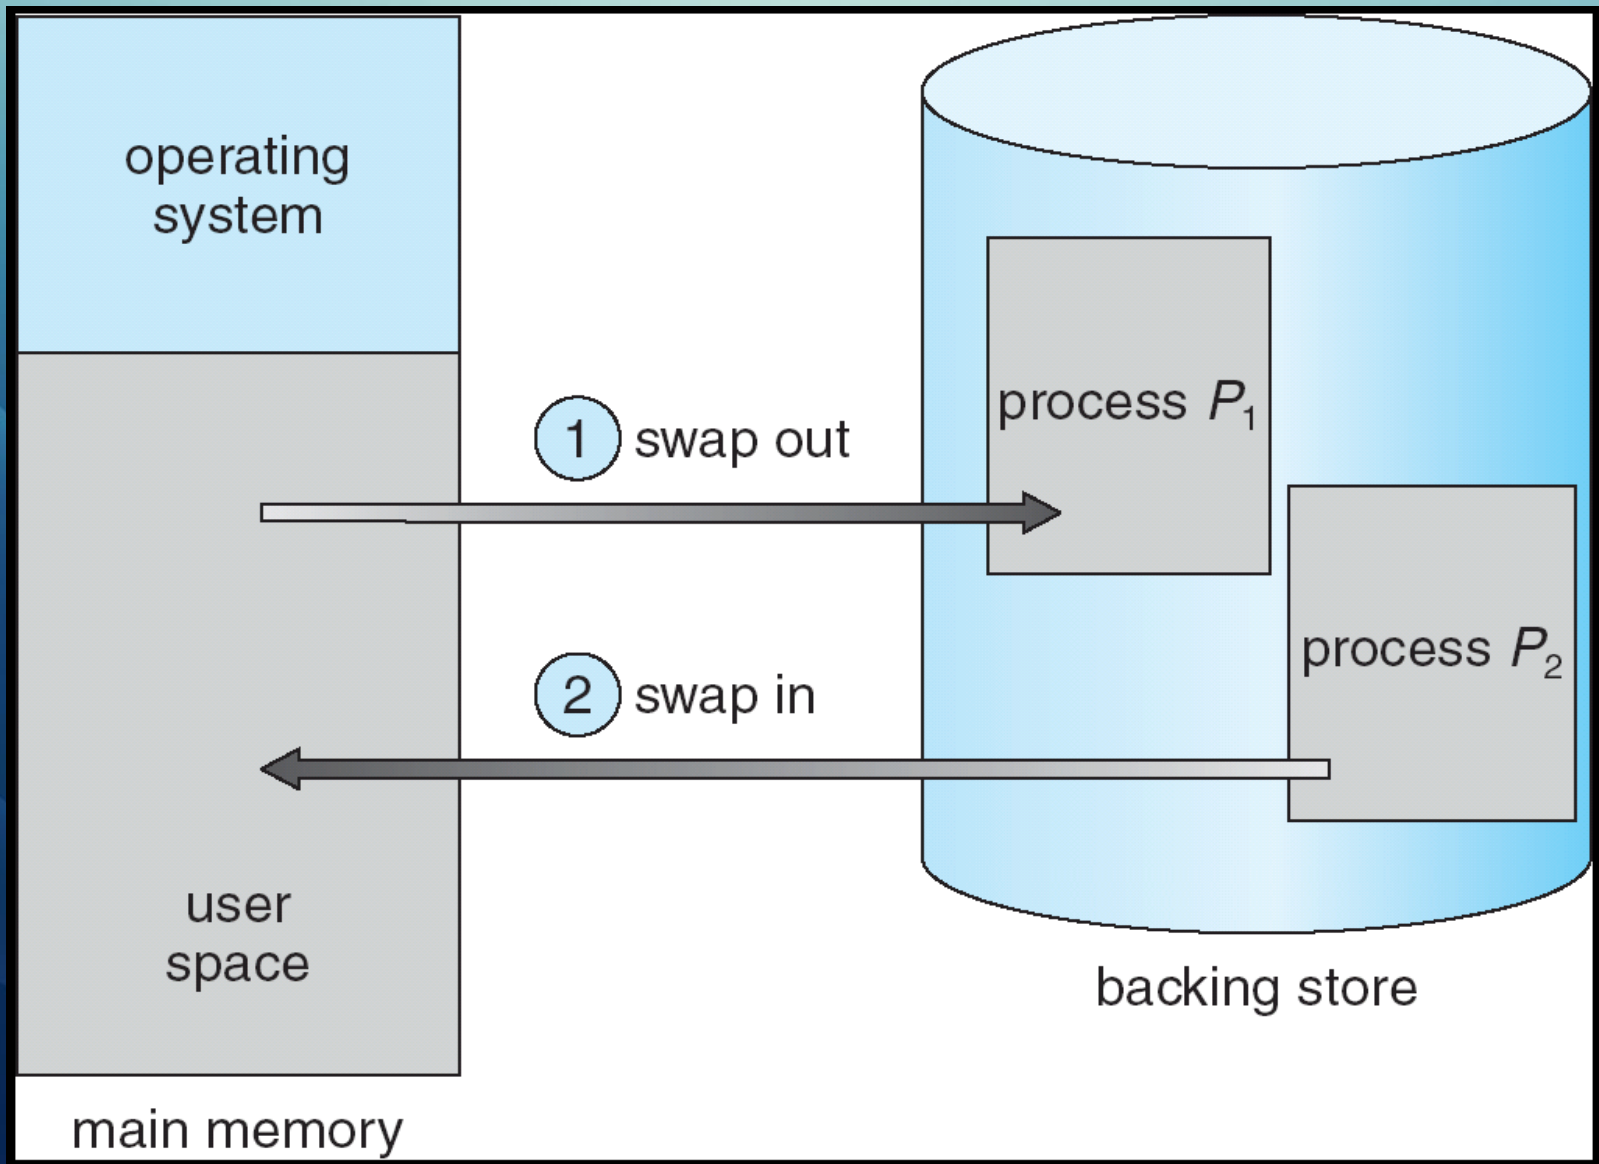 operating
system
1 swap out
process P₁
2 swap in
process P₂
user
space
backing store
main memory